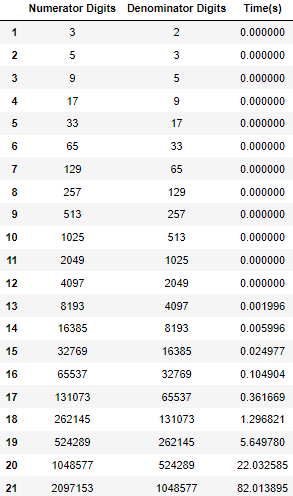 Numerator Digits Denominator Digits Time(s)
1 3 2 0.000000
2 5 3 0.000000
3 9 5 0.000000
4 17 9 0.000000
5 33 17 0.000000
6 65 33 0.000000
7 129 65 0.000000
8 257 129 0.000000
9 513 257 0.000000
10 1025 513 0.000000
11 2049 1025 0.000000
12 4097 2049 0.000000
13 8193 4097 0.001996
14 16385 8193 0.005996
15 32769 16385 0.024977
16 65537 32769 0.104904
17 131073 65537 0.361669
18 262145 131073 1.296821
19 524289 262145 5.649780
20 1048577 524289 22.032585
21 2097153 1048577 82.013895